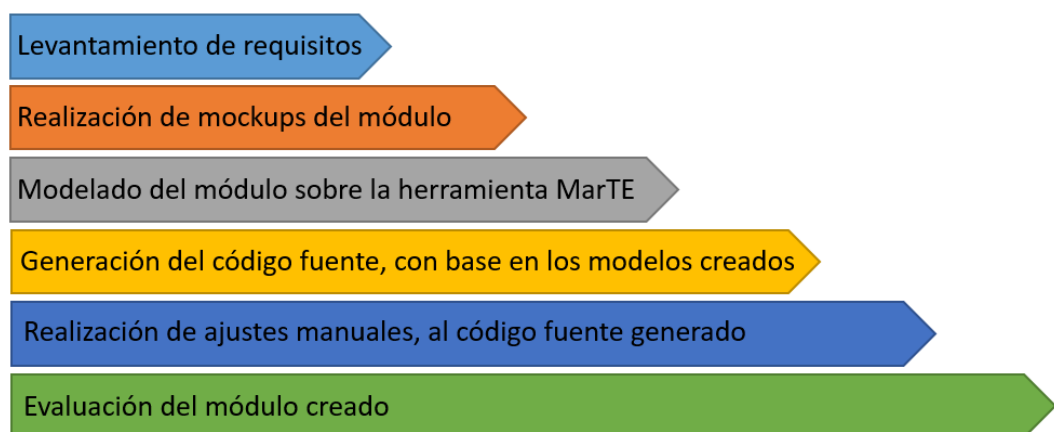 Levantamiento de requisitos
Realización de mockups del módulo
Modelado del módulo sobre la herramienta MarTE
Generación del código fuente, con base en los modelos creados
Realización de ajustes manuales, al código fuente generado
Evaluación del módulo creado